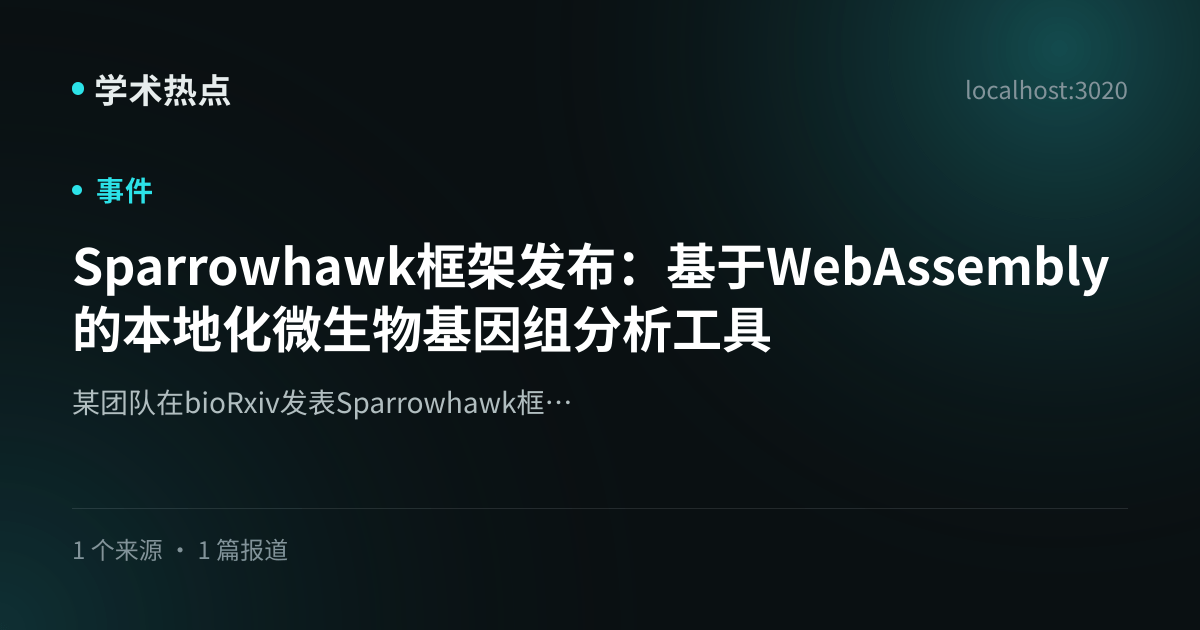 学术热点
localhost:3020
事件
Sparrowhawk框架发布：基于WebAssembly
的本地化微生物基因组分析工具
某团队在bioRxiv发表Sparrowhawk框…
1 个来源 · 1 篇报道